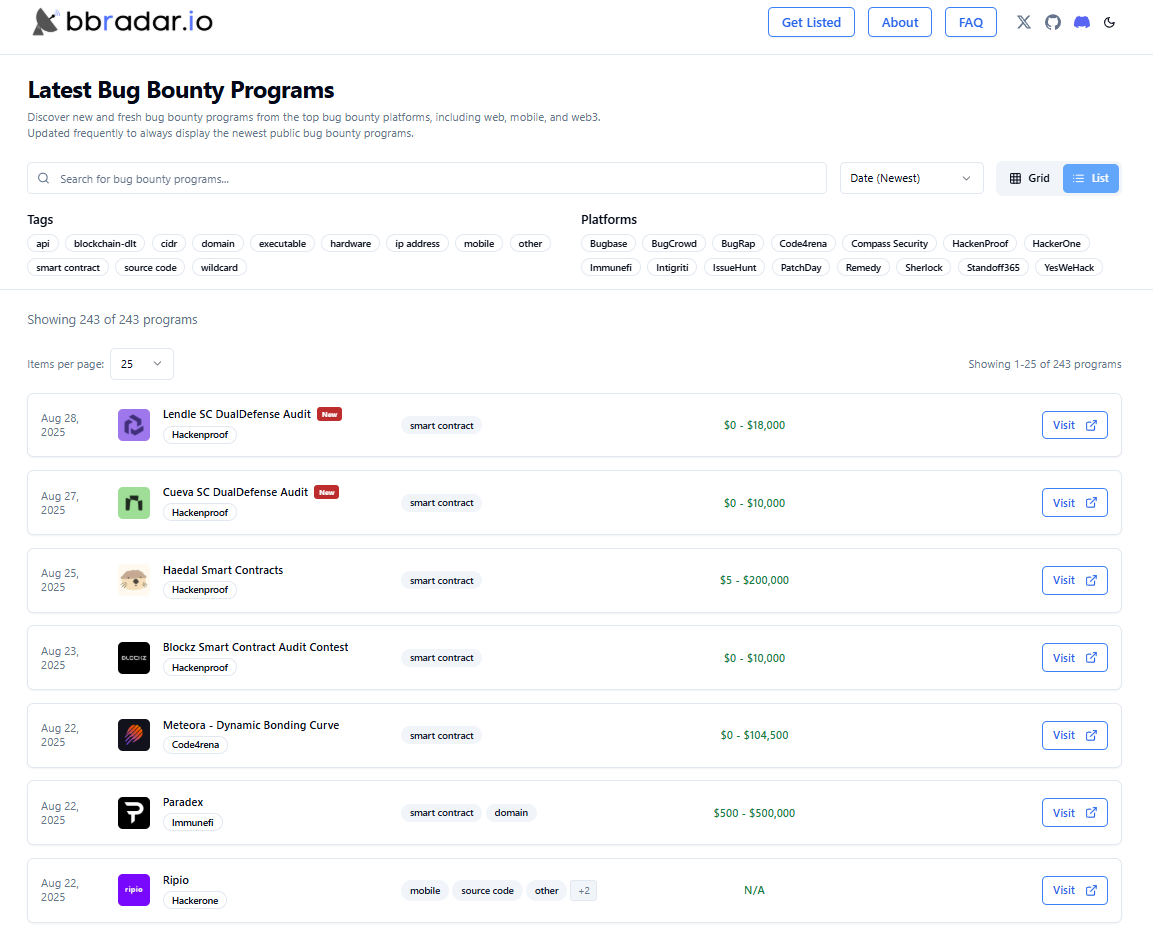 bbradar.io
Get Listed
About
FAQ
Latest Bug Bounty Programs
Discover new and fresh bug bounty programs from the top bug bounty platforms, including web, mobile, and web3.
Updated frequently to always display the newest public bug bounty programs.
Search for bug bounty programs...
Date (Newest)
Grid
List
Tags
api blockchain-dlt cidr domain executable hardware ip address mobile other
smart contract source code wildcard
Platforms
Bugbase BugCrowd BugRap Code4rena Compass Security HackenProof HackerOne
Immunefi Intigriti IssueHunt PatchDay Remedy Sherlock Standoff365 YesWeHack
Showing 243 of 243 programs
Items per page: 25
Showing 1-25 of 243 programs
Aug 28,
2025
Lendle SC DualDefense Audit New
Hackenproof
smart contract
$0 - $18,000
Visit
Aug 27,
2025
Cueva SC DualDefense Audit New
Hackenproof
smart contract
$0 - $10,000
Visit
Aug 25,
2025
Haedal Smart Contracts
Hackenproof
smart contract
$5 - $200,000
Visit
Aug 23,
2025
BLOCKZ
Blockz Smart Contract Audit Contest
Hackenproof
smart contract
$0 - $10,000
Visit
Aug 22,
2025
Meteora - Dynamic Bonding Curve
Code4rena
smart contract
$0 - $104,500
Visit
Aug 22,
2025
Paradex
Immunefi
smart contract domain
$500 - $500,000
Visit
Aug 22,
2025
ripio
Ripio
Hackerone
mobile source code other +2
N/A
Visit